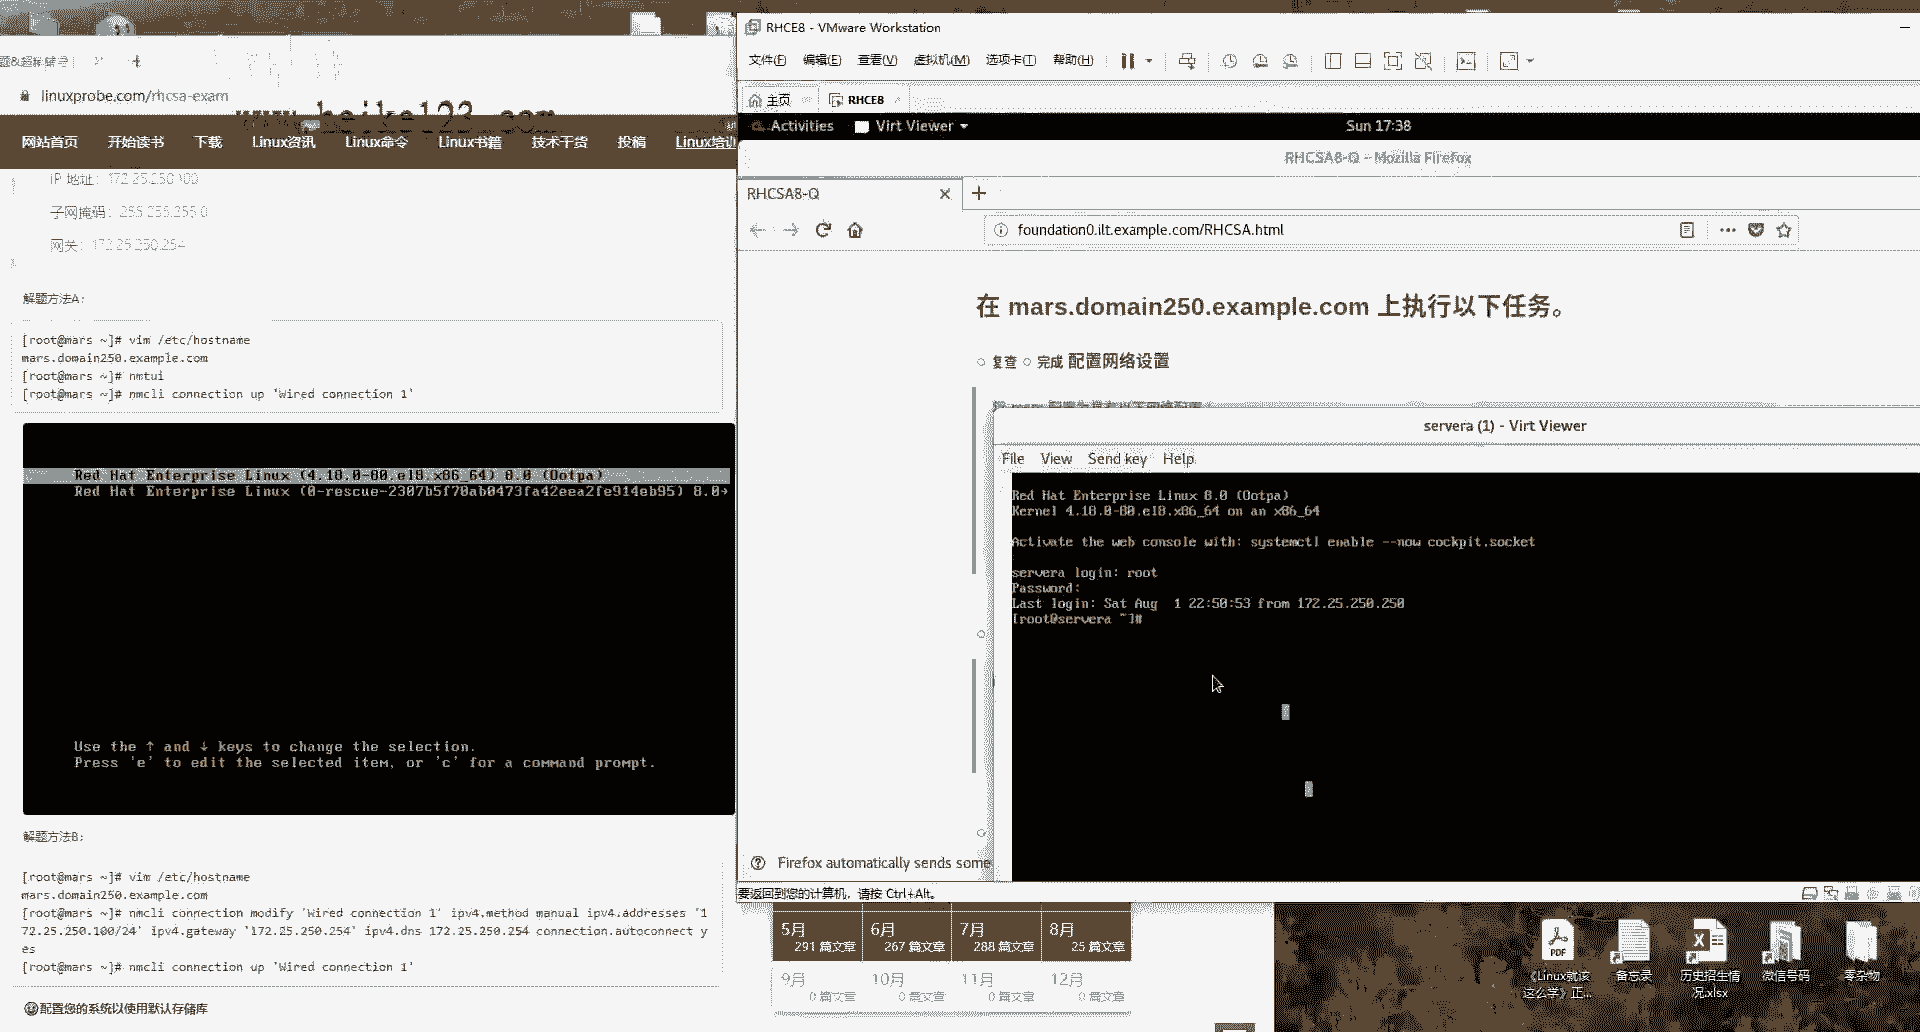 linuxprobe.com/rhcsa-exam
www.heike123.com
网站首页 开始读书 下载 Linux资讯 Linux命令 Linux书籍 技术干货 投稿 Linux培训
IP 地址：172.25.250.100
子网掩码：255.255.255.0
网关：172.25.250.254
解题方法A：
[root@mars ~]# vim /etc/hostname
mars.domain250.example.com
[root@mars ~]# nmtui
[root@mars ~]# nmcli connection up 'Wired connection 1'
Red Hat Enterprise Linux (4.18.0-80.el8.x86_64) 8.0 (Ootpa)
Red Hat Enterprise Linux (0-rescue-2307b5f70ab0473fa42eea2fe914eb95) 8.0→
Use the ↑ and ↓ keys to change the selection.
Press 'e' to edit the selected item, or 'c' for a command prompt.
解题方法B：
[root@mars ~]# vim /etc/hostname
mars.domain250.example.com
[root@mars ~]# nmcli connection modify 'Wired connection 1' ipv4.method manual ipv4.addresses '1
72.25.250.100/24' ipv4.gateway '172.25.250.254' ipv4.dns 172.25.250.254 connection.autoconnect y
es
[root@mars ~]# nmcli connection up 'Wired connection 1'
配置您的系统以使用默认存储库
RHCE8 - VMware Workstation
文件(F) 编辑(E) 查看(V) 虚拟机(M) 选项卡(T) 帮助(H)
主页 RHCE8
Activities Virt Viewer Sun 17:38
RHCSA8-Q - Mozilla Firefox
RHCSA8-Q
foundation0.ilt.example.com/RHCSA.html
在 mars.domain250.example.com 上执行以下任务。
复查 完成 配置网络设置
servera (1) - Virt Viewer
File View Send key Help
Red Hat Enterprise Linux 8.0 (Ootpa)
Kernel 4.18.0-80.el8.x86_64 on an x86_64
Activate the web console with: systemctl enable --now cockpit.socket
servera login: root
Password:
Last login: Sat Aug  1 22:50:53 from 172.25.250.250
[root@servera ~]#
Firefox automatically sends some
要返回到您的计算机，请按 Ctrl+Alt。
5月 6月 7月 8月
291 篇文章 267 篇文章 288 篇文章 25 篇文章
9月 10月 11月 12月
0 篇文章 0 篇文章 0 篇文章 0 篇文章
《Linux就该这么学》正... 备忘录 历史招生情况.xlsx 微信号码 零杂物